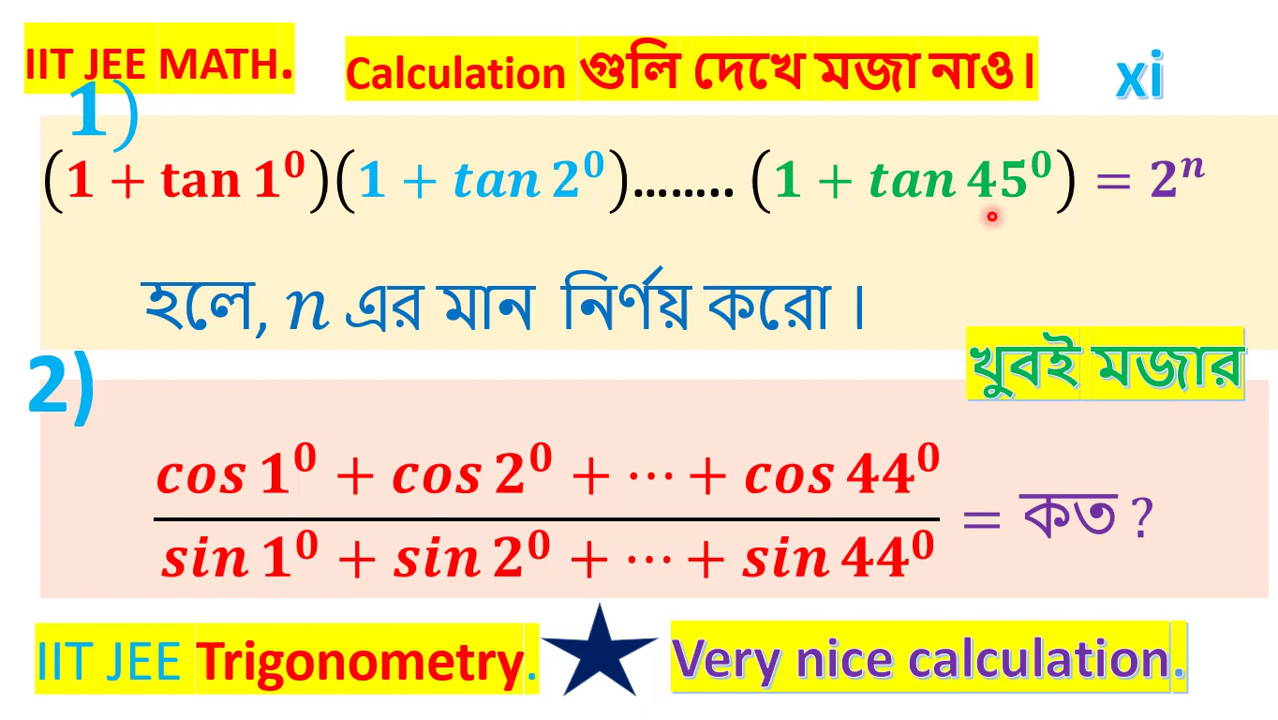 IIT JEE MATH.
Calculation গুলি দেখে মজা নাও।
xi
1)
(1 + tan 1⁰)(1 + tan 2⁰)........ (1 + tan 45⁰) = 2ⁿ
হলে, n এর মান নির্ণয় করো ।
খুবই মজার
2)
cos 1⁰ + cos 2⁰ + ⋯ + cos 44⁰
sin 1⁰ + sin 2⁰ + ⋯ + sin 44⁰
= কত ?
IIT JEE Trigonometry.
Very nice calculation.